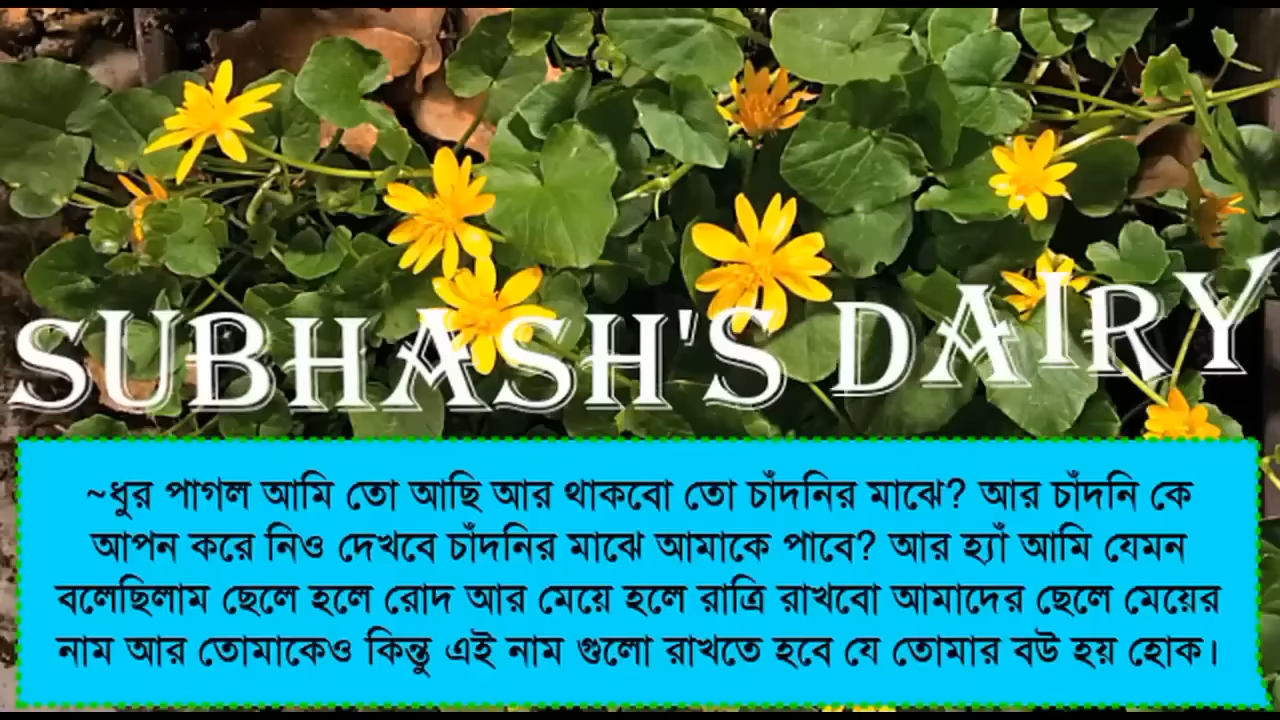 SUBHASH'S DAIRY
~ধুর পাগল আমি তো আছি আর থাকবো তো চাঁদনির মাঝে? আর চাঁদনি কে
আপন করে নিও দেখবে চাঁদনির মাঝে আমাকে পাবে? আর হ্যাঁ আমি যেমন
বলেছিলাম ছেলে হলে রোদ আর মেয়ে হলে রাত্রি রাখবো আমাদের ছেলে মেয়ের
নাম আর তোমাকেও কিন্তু এই নাম গুলো রাখতে হবে যে তোমার বউ হয় হোক।